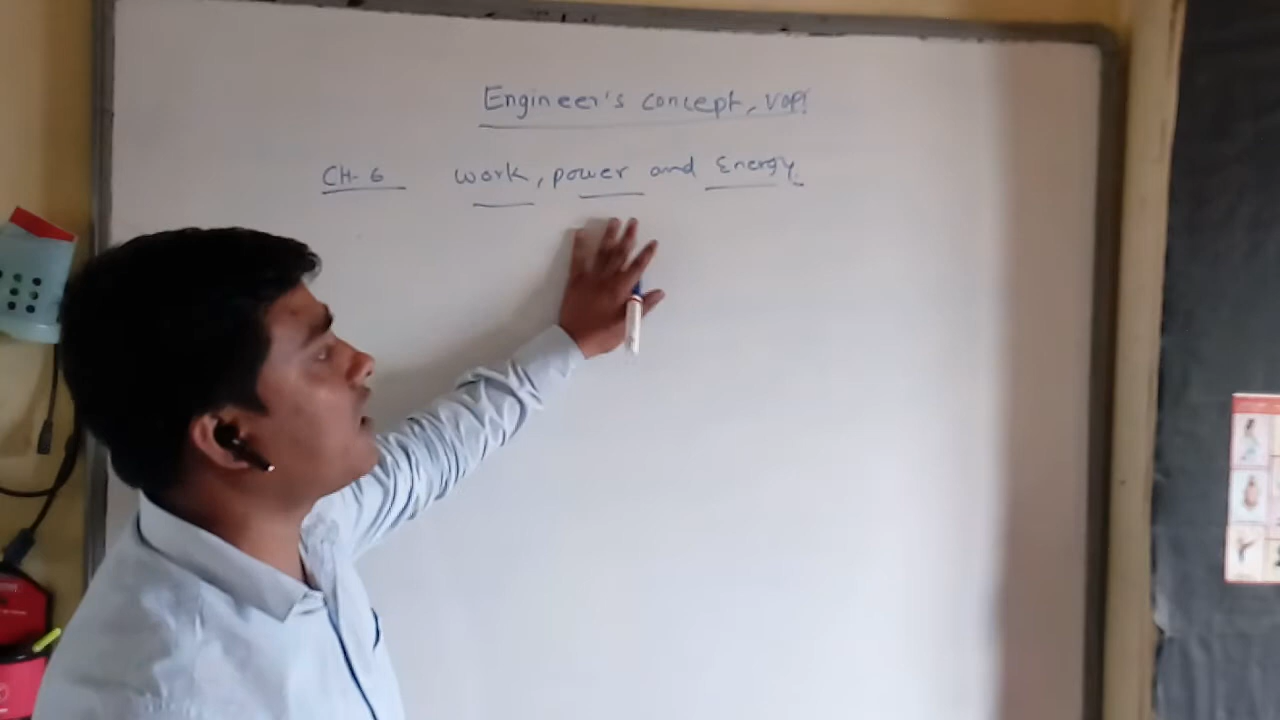 Engineer's concept, VOP!
CH-6 work, power and Energy.